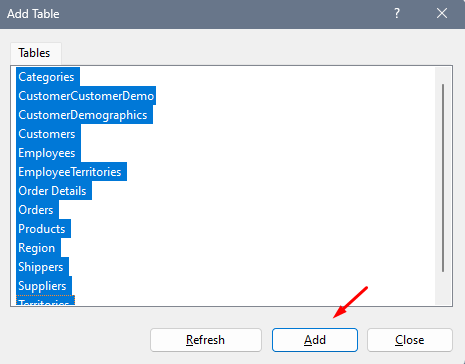 Add Table
?
Tables
Categories
CustomerCustomerDemo
CustomerDemographics
Customers
Employees
EmployeeTerritories
Order Details
Orders
Products
Region
Shippers
Suppliers
Territories
Refresh
Add
Close